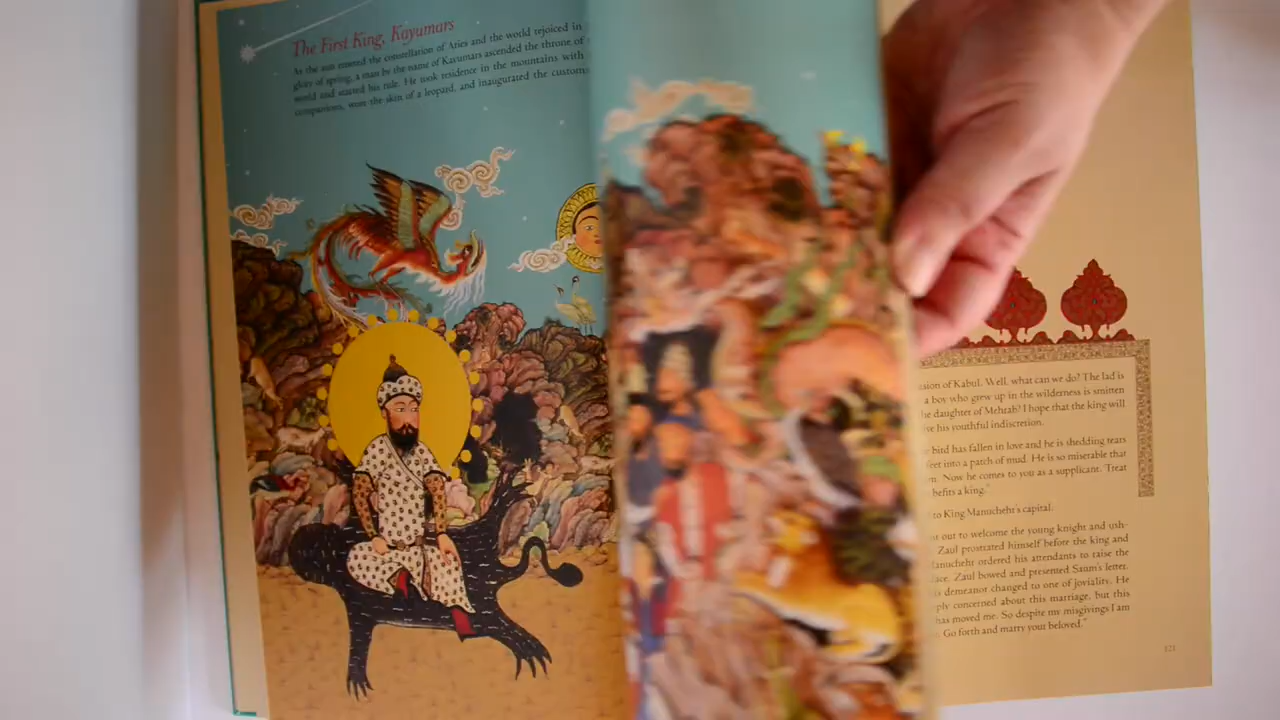 The First King, Kayumars
As the sun entered the constellation of Aries and the world rejoiced in
glory of spring, a man by the name of Kayumars ascended the throne of
world and started his rule. He took residence in the mountains with
companions, wore the skin of a leopard, and inaugurated the customs
sion of Kabul. Well, what can we do? The lad is
a boy who grew up in the wilderness is smitten
he daughter of Mehrab? I hope that the king will
his youthful indiscretion.
bird has fallen in love and he is shedding tears
feet into a patch of mud. He is so miserable that
Now he comes to you as a supplicant. Treat
befits a king."
to King Manuchehr's capital.
out to welcome the young knight and ush-
Zaul prostrated himself before the king and
Manuchehr ordered his attendants to raise the
Zaul bowed and presented Saum's letter.
demeanor changed to one of joviality. He
ply concerned about this marriage, but this
has moved me. So despite my misgivings I am
Go forth and marry your beloved."
121